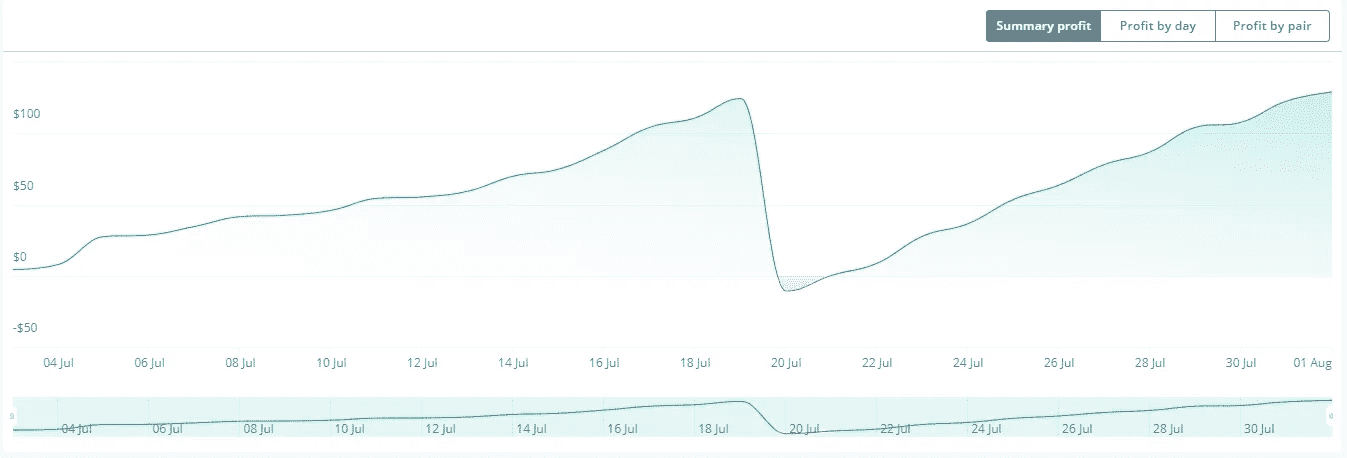 Summary profit Profit by day Profit by pair
$100
$50
$0
-$50
04 Jul 06 Jul 08 Jul 10 Jul 12 Jul 14 Jul 16 Jul 18 Jul 20 Jul 22 Jul 24 Jul 26 Jul 28 Jul 30 Jul 01 Aug
04 Jul 06 Jul 08 Jul 10 Jul 12 Jul 14 Jul 16 Jul 18 Jul 20 Jul 22 Jul 24 Jul 26 Jul 28 Jul 30 Jul